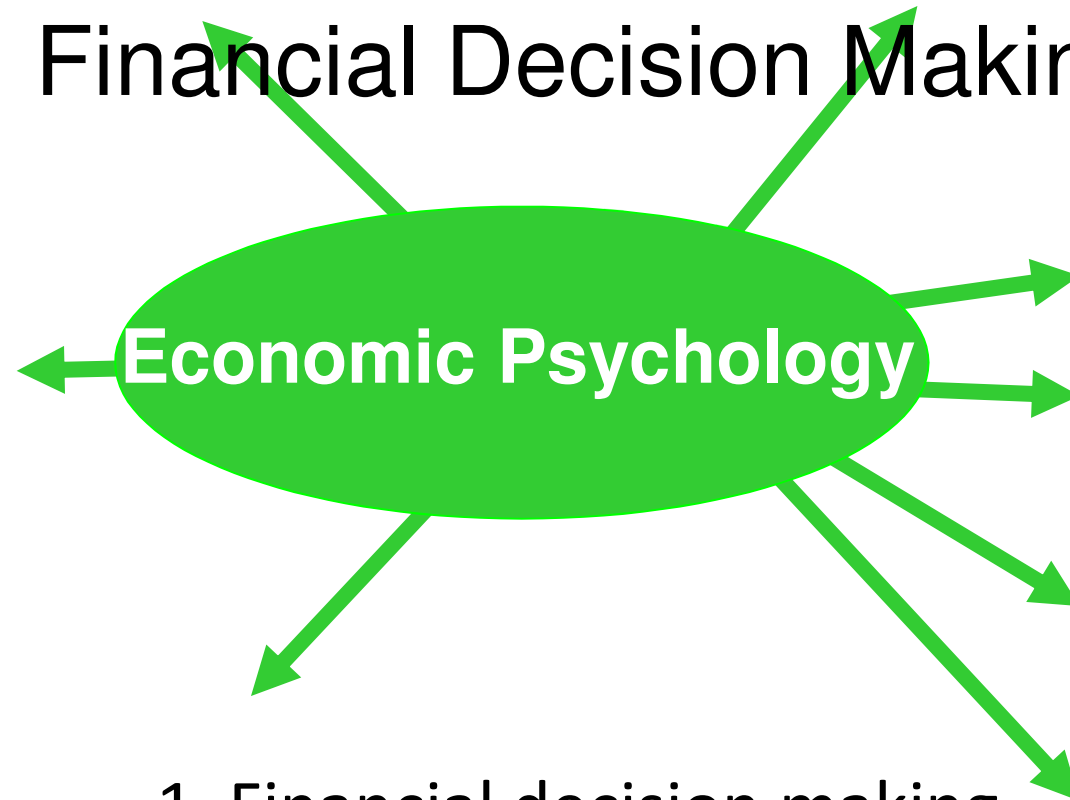 Financial Decision Makin
Economic Psychology
1. Financial decision making